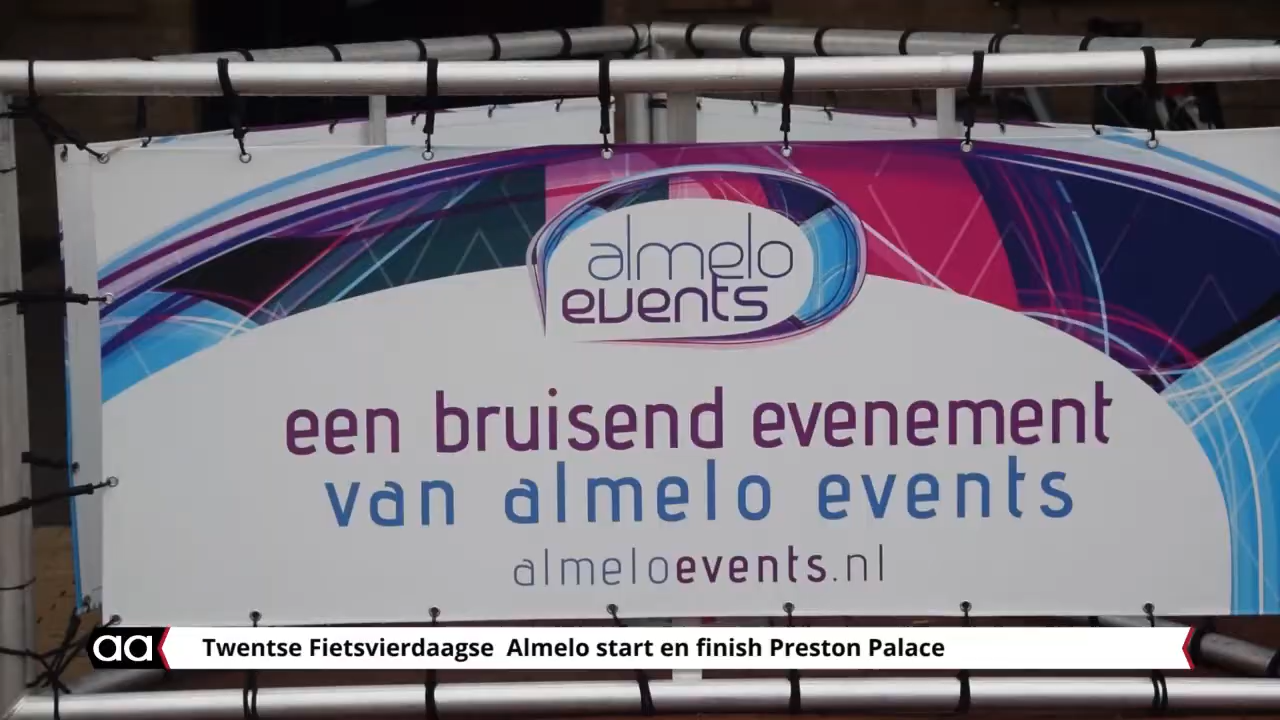 almelo
events
een bruisend evenement
van almelo events
almeloevents.nl
aa
Twentse Fietsvierdaagse Almelo start en finish Preston Palace